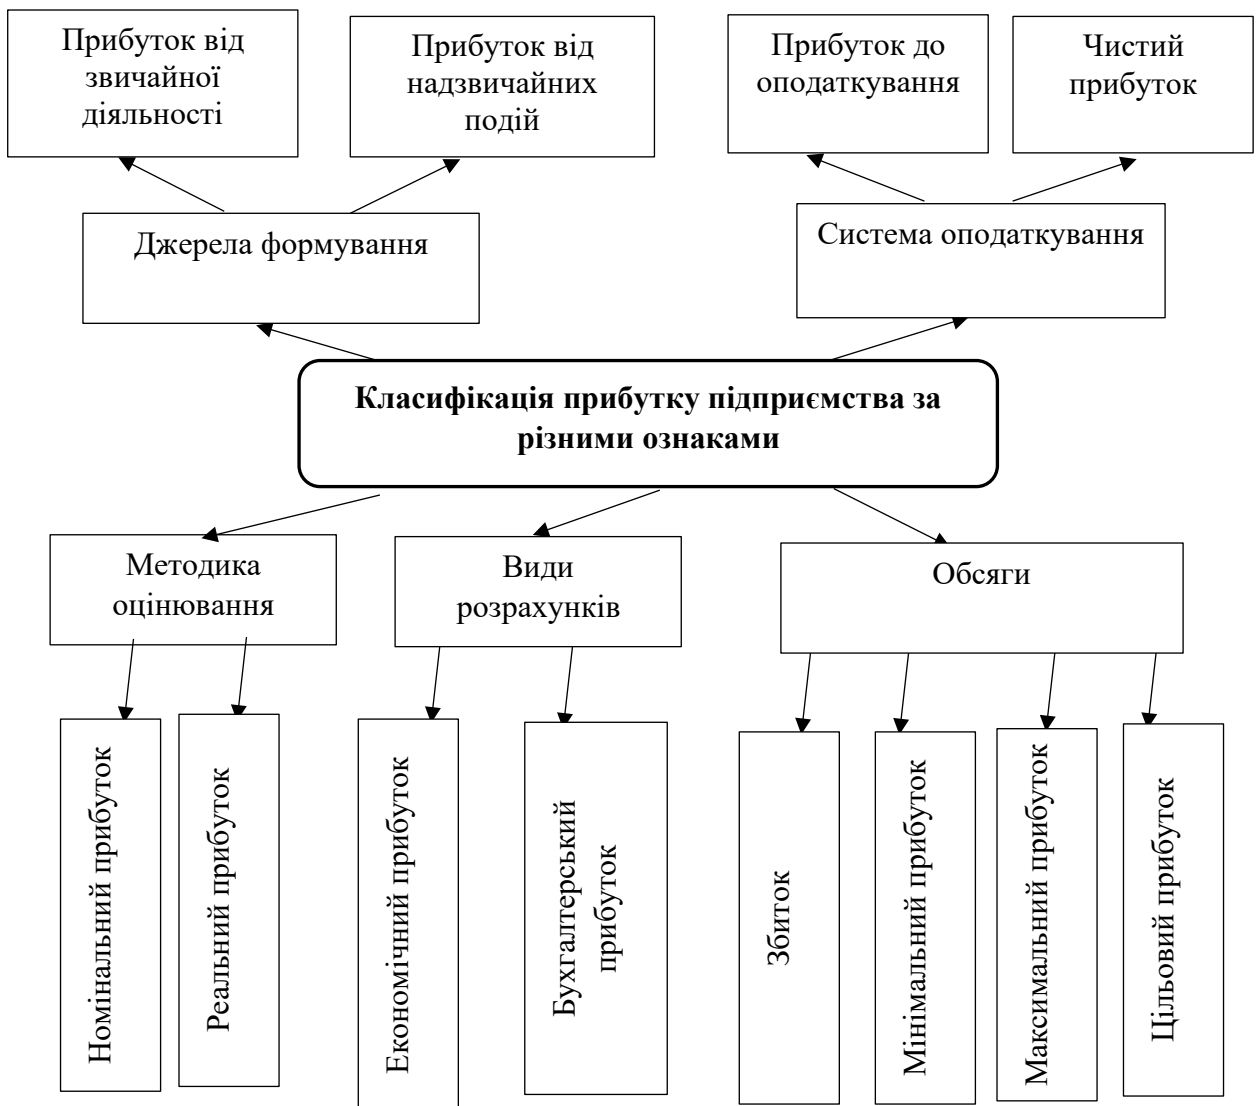 Прибуток від
звичайної
діяльності
Прибуток від
надзвичайних
подій
Прибуток до
оподаткування
Чистий
прибуток
Джерела формування
Система оподаткування
Класифікація прибутку підприємства за
різними ознаками
Методика
оцінювання
Види
розрахунків
Обсяги
Номінальний прибуток
Реальний прибуток
Економічний прибуток
Бухгалтерський
прибуток
Збиток
Мінімальний прибуток
Максимальний прибуток
Цільовий прибуток